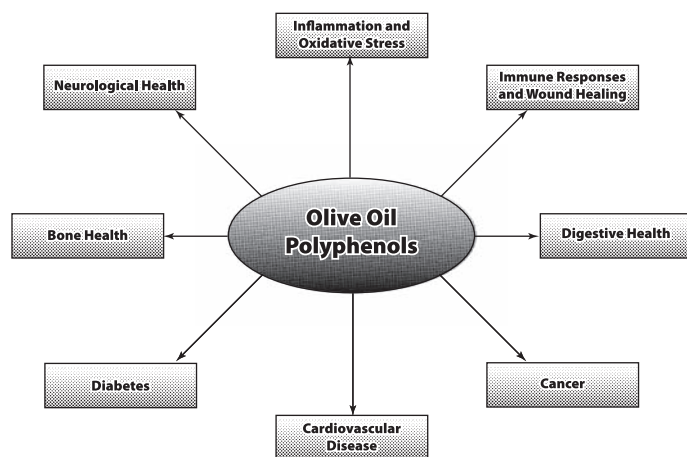 Inflammation and
Oxidative Stress
Neurological Health
Immune Responses
and Wound Healing
Olive Oil
Polyphenols
Bone Health
Digestive Health
Diabetes
Cancer
Cardiovascular
Disease